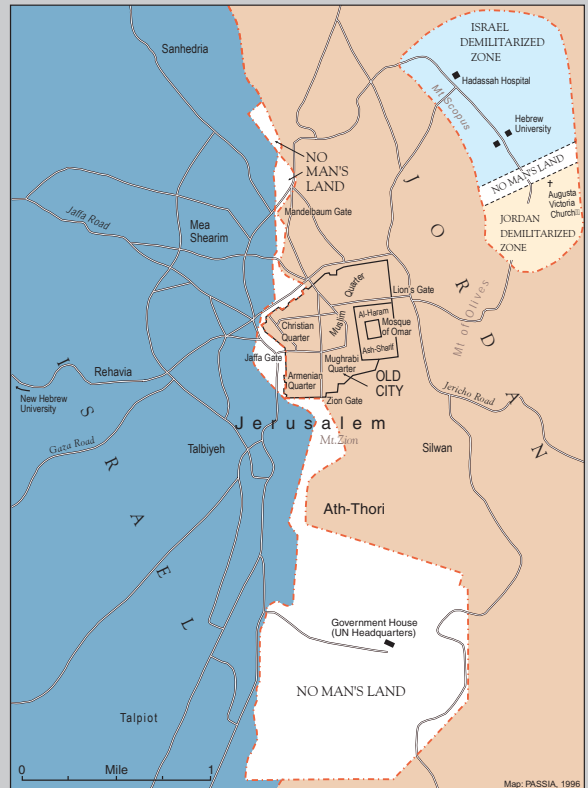 Sanhedria
ISRAEL
DEMILITARIZED
ZONE
Hadassah Hospital
Mt Scopus
Hebrew
University
NO MAN'S LAND
Augusta
Victoria
Church
JORDAN
DEMILITARIZED
ZONE
NO
MAN'S
LAND
Mandelbaum Gate
Jaffa Road
Mea
Shearim
JORDAN
Lion's Gate
Muslim Quarter
Al-Haram
Mosque
of Omar
Ash-Sharif
Christian
Quarter
Mt of Olives
Jaffa Gate
Mughrabi
Quarter
Armenian
Quarter
OLD
CITY
Zion Gate
Rehavia
New Hebrew
University
ISRAEL
Jericho Road
Jerusalem
Mt.Zion
Gaza Road
Talbiyeh
Silwan
Ath-Thori
Government House
(UN Headquarters)
NO MAN'S LAND
Talpiot
0 Mile 1
Map: PASSIA, 1996